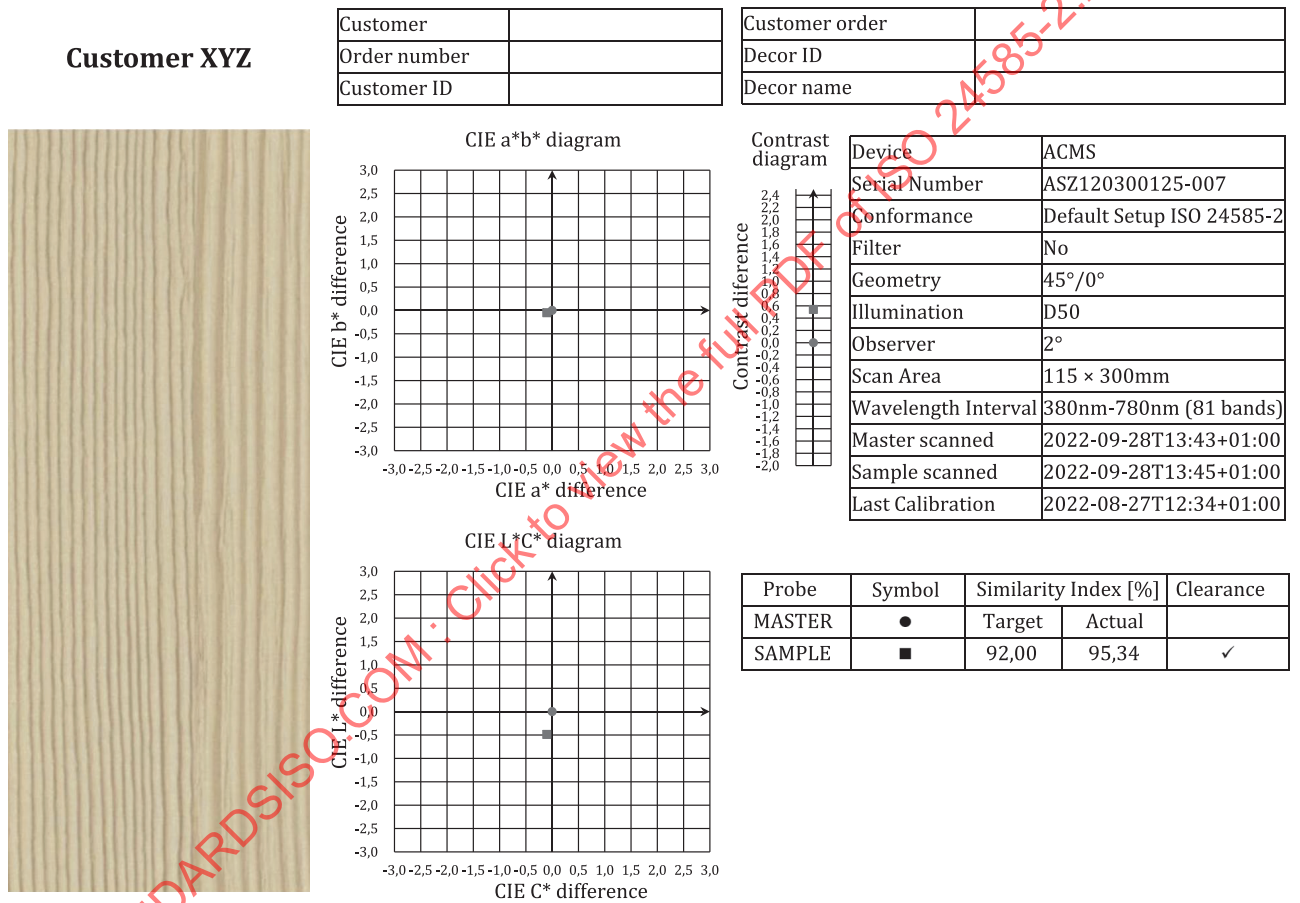 Customer XYZ
Customer
Order number
Customer ID
Customer order
Decor ID
Decor name
CIE a*b* diagram
CIE b* difference
3,0
2,5
2,0
1,5
1,0
0,5
0,0
-0,5
-1,0
-1,5
-2,0
-2,5
-3,0
-3,0 -2,5 -2,0 -1,5 -1,0 -0,5 0,0 0,5 1,0 1,5 2,0 2,5 3,0
CIE a* difference
Contrast
diagram
Contrast diference
2,4
2,2
2,0
1,8
1,6
1,4
1,2
1,0
0,8
0,6
0,4
0,2
0,0
-0,2
-0,4
-0,6
-0,8
-1,0
-1,2
-1,4
-1,6
-1,8
-2,0
Device ACMS
Serial Number ASZ120300125-007
Conformance Default Setup ISO 24585-2
Filter No
Geometry 45°/0°
Illumination D50
Observer 2°
Scan Area 115 × 300mm
Wavelength Interval 380nm-780nm (81 bands)
Master scanned 2022-09-28T13:43+01:00
Sample scanned 2022-09-28T13:45+01:00
Last Calibration 2022-08-27T12:34+01:00
CIE L*C* diagram
CIE L* difference
3,0
2,5
2,0
1,5
1,0
0,5
0,0
-0,5
-1,0
-1,5
-2,0
-2,5
-3,0
-3,0 -2,5 -2,0 -1,5 -1,0 -0,5 0,0 0,5 1,0 1,5 2,0 2,5 3,0
CIE C* difference
Probe Symbol Similarity Index [%] Clearance
MASTER ● Target Actual
SAMPLE ■ 92,00 95,34 ✓
DARDSISO.COM : Click to view the full PDF of ISO 24585-2